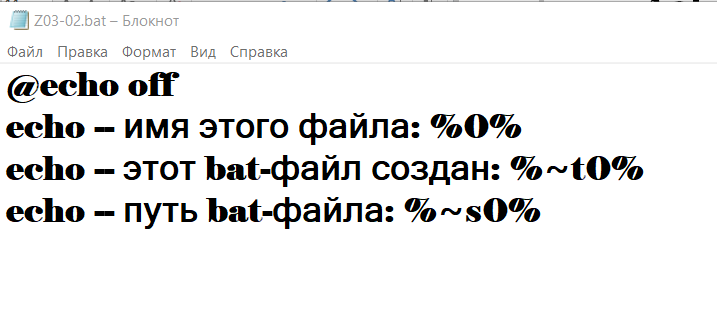 Z03-02.bat – Блокнот
Файл Правка Формат Вид Справка
@echo off
echo -- имя этого файла: %0%
echo -- этот bat-файл создан: %~t0%
echo -- путь bat-файла: %~s0%